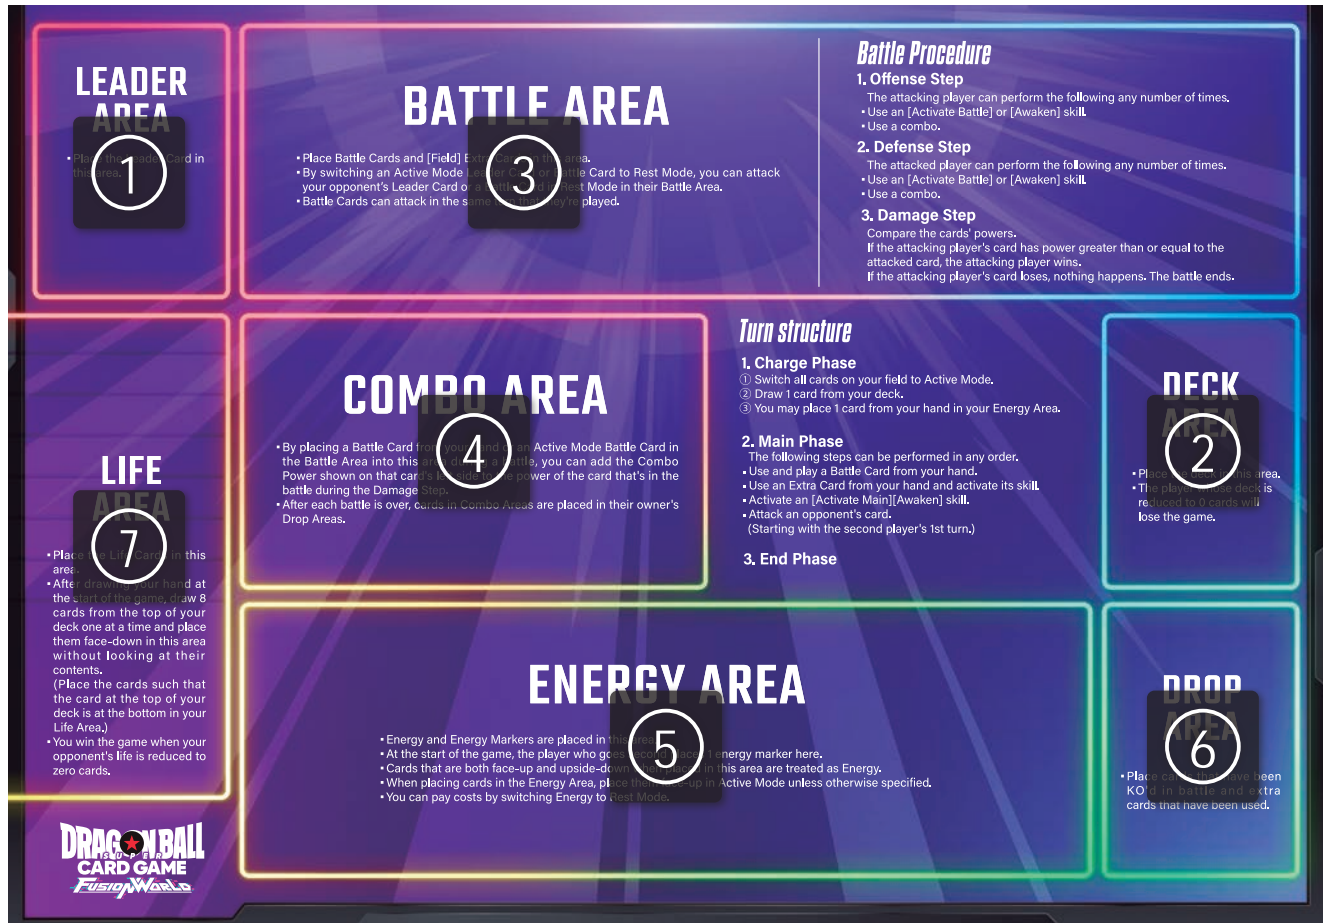 LEADER
AREA
1
• Place the Leader Card in
this area.
BATTLE AREA
3
• Place Battle Cards and [Field] Extra Cards in this area.
• By switching an Active Mode Leader Card or Battle Card to Rest Mode, you can attack
your opponent's Leader Card or a Battle Card in Rest Mode in their Battle Area.
• Battle Cards can attack in the same turn that they're played.
Battle Procedure
1. Offense Step
The attacking player can perform the following any number of times.
• Use an [Activate Battle] or [Awaken] skill.
• Use a combo.
2. Defense Step
The attacked player can perform the following any number of times.
• Use an [Activate Battle] or [Awaken] skill.
• Use a combo.
3. Damage Step
Compare the cards' powers.
If the attacking player's card has power greater than or equal to the
attacked card, the attacking player wins.
If the attacking player's card loses, nothing happens. The battle ends.
LIFE
AREA
7
• Place the Life Cards in this
area.
• After drawing your hand at
the start of the game, draw 8
cards from the top of your
deck one at a time and place
them face-down in this area
without looking at their
contents.
(Place the cards such that
the card at the top of your
deck is at the bottom in your
Life Area.)
• You win the game when your
opponent's life is reduced to
zero cards.
COMBO AREA
4
• By placing a Battle Card from your hand or an Active Mode Battle Card in
the Battle Area into this area during a battle, you can add the Combo
Power shown on that card's left side to the power of the card that's in the
battle during the Damage Step.
• After each battle is over, cards in Combo Areas are placed in their owner's
Drop Areas.
Turn structure
1. Charge Phase
① Switch all cards on your field to Active Mode.
② Draw 1 card from your deck.
③ You may place 1 card from your hand in your Energy Area.
2. Main Phase
The following steps can be performed in any order.
• Use and play a Battle Card from your hand.
• Use an Extra Card from your hand and activate its skill.
• Activate an [Activate Main][Awaken] skill.
• Attack an opponent's card.
(Starting with the second player's 1st turn.)
3. End Phase
DECK
AREA
2
• Place the deck in this area.
• The player whose deck is
reduced to 0 cards will
lose the game.
ENERGY AREA
5
• Energy and Energy Markers are placed in this area.
• At the start of the game, the player who goes second places 1 energy marker here.
• Cards that are both face-up and upside-down when placed in this area are treated as Energy.
• When placing cards in the Energy Area, place them face-up in Active Mode unless otherwise specified.
• You can pay costs by switching Energy to Rest Mode.
DROP
AREA
6
• Place cards that have been
KO'd in battle and extra
cards that have been used.
DRAGON BALL
SUPER
CARD GAME
FUSION WORLD